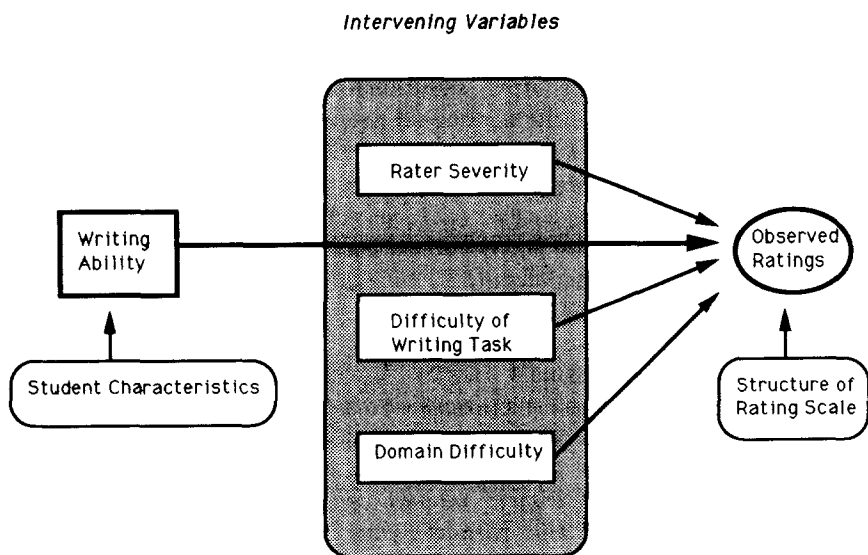 Intervening Variables
Rater Severity
Writing
Ability
Observed
Ratings
Difficulty of
Writing Task
Student Characteristics
Structure of
Rating Scale
Domain Difficulty